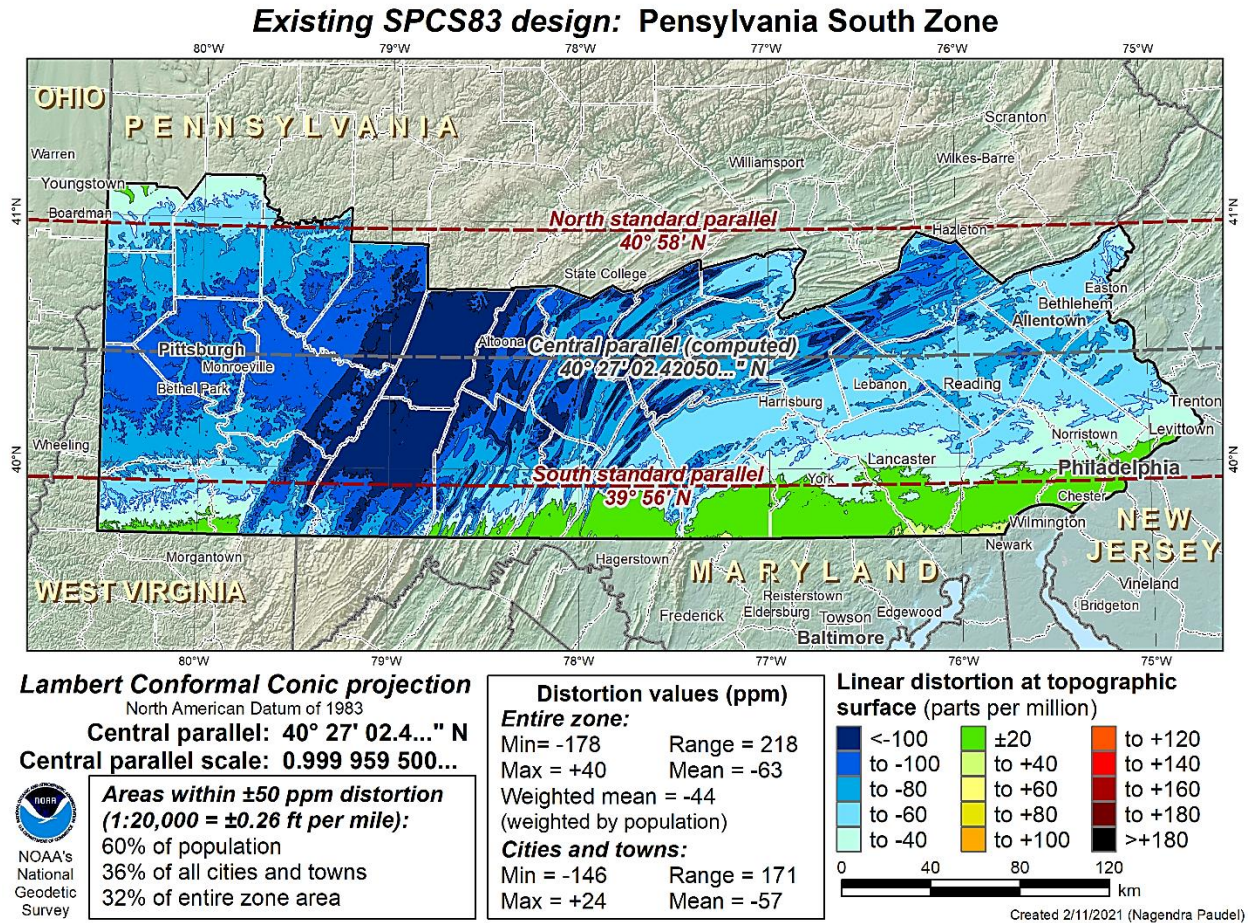 Existing SPCS83 design: Pennsylvania South Zone
80°W
79°W
78°W
77°W
76°W
75°W
OHIO
PENNSYLVANIA
Scranton
Warren
Williamsport
Wilkes-Barre
Youngstown
Boardman
41°N
41°N
North standard parallel
40° 58' N
Hazleton
State College
Easton
Bethlehem
Allentown
Pittsburgh
Monroeville
Bethel Park
Altoona
Central parallel (computed)
40° 27' 02.42050..." N
Lebanon
Reading
Harrisburg
Trenton
Levittown
Norristown
Wheeling
40°N
40°N
South standard parallel
39° 56' N
Lancaster
York
Philadelphia
Chester
Wilmington
Newark
NEW
JERSEY
Morgantown
Hagerstown
MARYLAND
WEST VIRGINIA
Vineland
Bridgeton
Reisterstown
Frederick
Eldersburg
Towson
Edgewood
Baltimore
80°W
79°W
78°W
77°W
76°W
75°W
Lambert Conformal Conic projection
North American Datum of 1983
Central parallel: 40° 27' 02.4..." N
Central parallel scale: 0.999 959 500...
NOAA
NOAA's
National
Geodetic
Survey
Areas within ±50 ppm distortion
(1:20,000 = ±0.26 ft per mile):
60% of population
36% of all cities and towns
32% of entire zone area
Distortion values (ppm)
Entire zone:
Min= -178 Range = 218
Max = +40 Mean = -63
Weighted mean = -44
(weighted by population)
Cities and towns:
Min = -146 Range = 171
Max = +24 Mean = -57
Linear distortion at topographic
surface (parts per million)
<-100 ±20 to +120
to -100 to +40 to +140
to -80 to +60 to +160
to -60 to +80 to +180
to -40 to +100 >+180
0 40 80 120
km
Created 2/11/2021 (Nagendra Paudel)